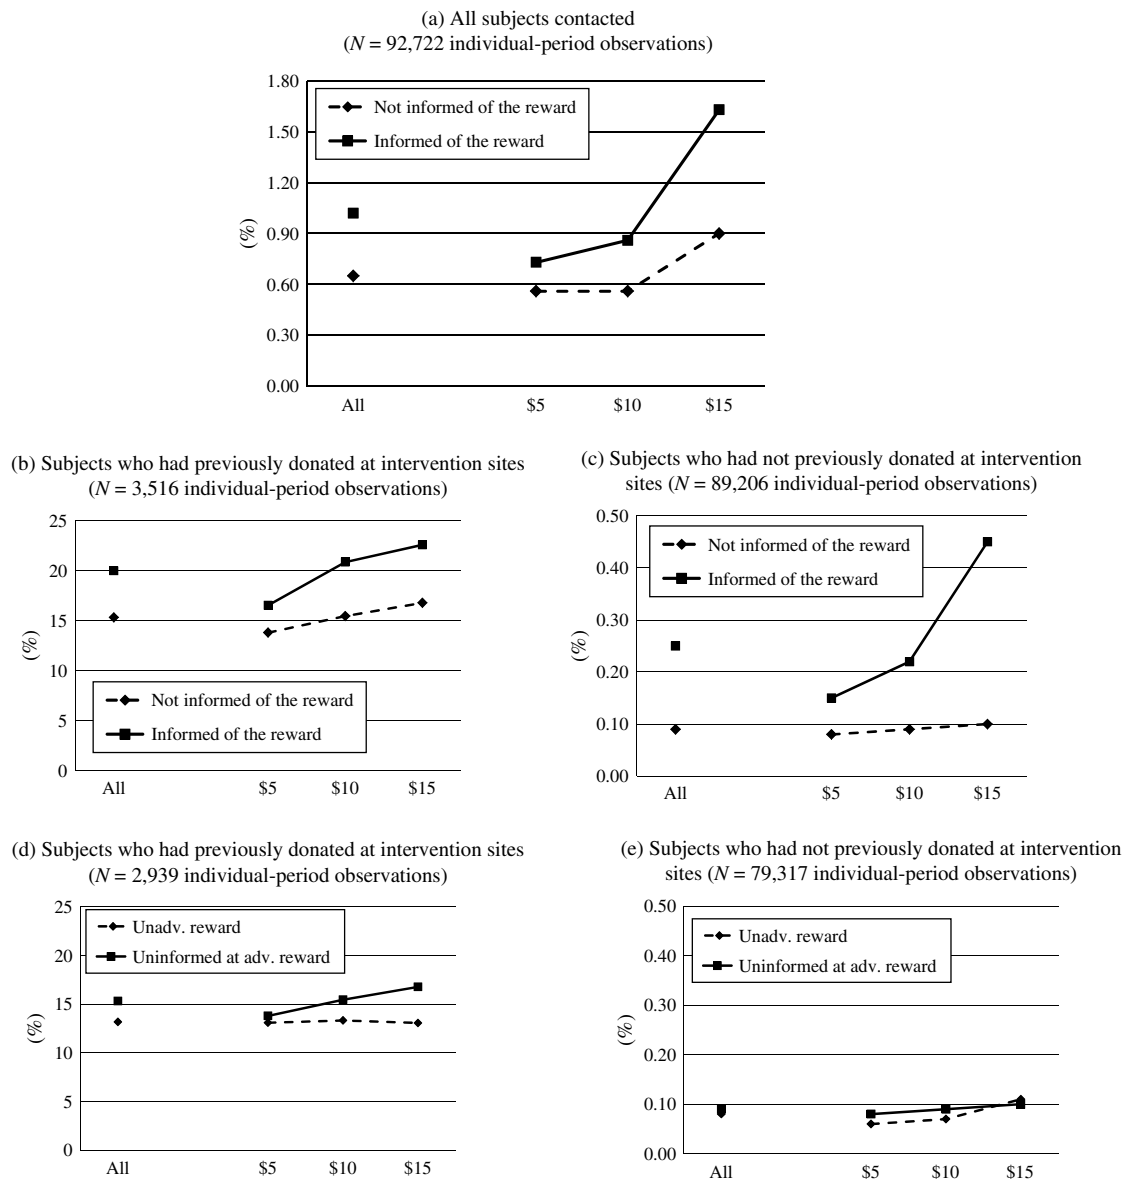 (a) All subjects contacted
(N = 92,722 individual-period observations)
1.80
1.50
1.20
0.90
0.60
0.30
0.00
(%)
Not informed of the reward
Informed of the reward
All $5 $10 $15
(b) Subjects who had previously donated at intervention sites
(N = 3,516 individual-period observations)
25
20
15
10
5
0
(%)
Not informed of the reward
Informed of the reward
All $5 $10 $15
(c) Subjects who had not previously donated at intervention
sites (N = 89,206 individual-period observations)
0.50
0.40
0.30
0.20
0.10
0.00
(%)
Not informed of the reward
Informed of the reward
All $5 $10 $15
(d) Subjects who had previously donated at intervention sites
(N = 2,939 individual-period observations)
25
20
15
10
5
0
(%)
Unadv. reward
Uninformed at adv. reward
All $5 $10 $15
(e) Subjects who had not previously donated at intervention
sites (N = 79,317 individual-period observations)
0.50
0.40
0.30
0.20
0.10
0.00
(%)
Unadv. reward
Uninformed at adv. reward
All $5 $10 $15